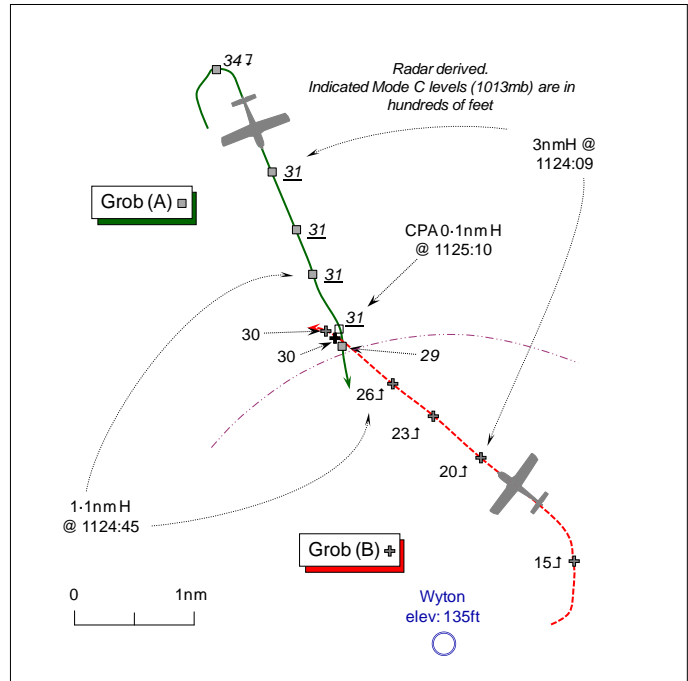 34↴
Radar derived.
Indicated Mode C levels (1013mb) are in
hundreds of feet
3nmH @
1124:09
31
Grob (A)
31
CPA 0·1nm H
@ 1125:10
31
31
30
30
29
26↥
23↥
20↥
1·1nm H
@ 1124:45
Grob (B)
15↥
0
1nm
Wyton
elev: 135ft